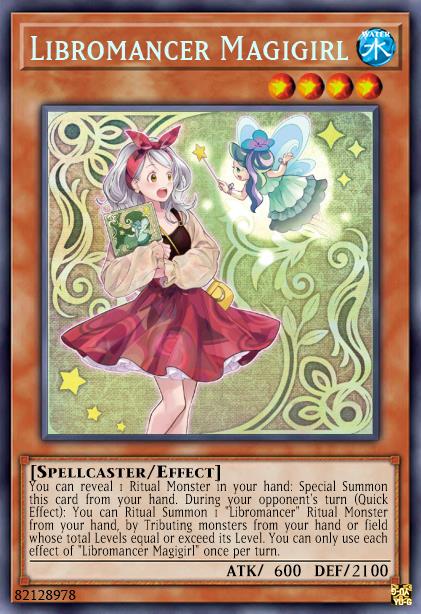 Libromancer Magigirl
WATER
水
[Spellcaster/Effect]
You can reveal 1 Ritual Monster in your hand: Special Summon
this card from your hand. During your opponent's turn (Quick
Effect): You can Ritual Summon 1 "Libromancer" Ritual Monster
from your hand, by Tributing monsters from your hand or field
whose total Levels equal or exceed its Level. You can only use each
effect of "Libromancer Magigirl" once per turn.
ATK/ 600 DEF/2100
82128978